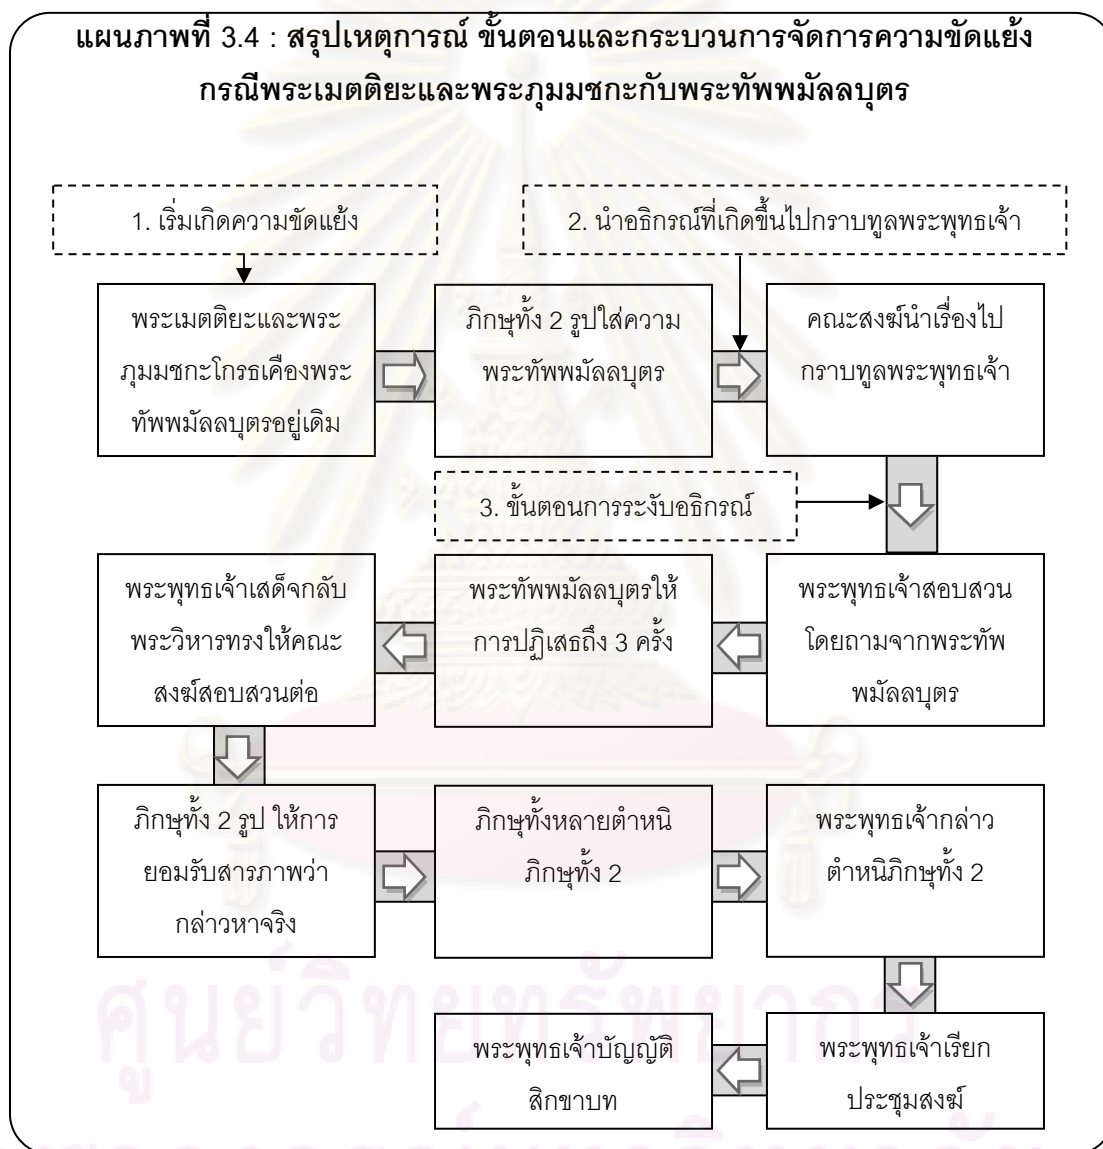 แผนภาพที่ 3.4 : สรุปเหตุการณ์ ขั้นตอนและกระบวนการจัดการความขัดแย้ง
กรณีพระเมตติยะและพระภุมมชกะกับพระทัพพมัลลบุตร
1. เริ่มเกิดความขัดแย้ง
2. นำอธิกรณ์ที่เกิดขึ้นไปกราบทูลพระพุทธเจ้า
พระเมตติยะและพระ
ภุมมชกะโกรธเคืองพระ
ทัพพมัลลบุตรอยู่เดิม
ภิกษุทั้ง 2 รูปใส่ความ
พระทัพพมัลลบุตร
คณะสงฆ์นำเรื่องไป
กราบทูลพระพุทธเจ้า
3. ขั้นตอนการระงับอธิกรณ์
พระพุทธเจ้าสอบสวน
โดยถามจากพระทัพ
พมัลลบุตร
พระทัพพมัลลบุตรให้
การปฏิเสธถึง 3 ครั้ง
พระพุทธเจ้าเสด็จกลับ
พระวิหารทรงให้คณะ
สงฆ์สอบสวนต่อ
ภิกษุทั้ง 2 รูป ให้การ
ยอมรับสารภาพว่า
กล่าวหาจริง
ภิกษุทั้งหลายตำหนิ
ภิกษุทั้ง 2
พระพุทธเจ้ากล่าว
ตำหนิภิกษุทั้ง 2
พระพุทธเจ้าเรียก
ประชุมสงฆ์
พระพุทธเจ้าบัญญัติ
สิกขาบท
ศูนย์วิทยทรัพยากร